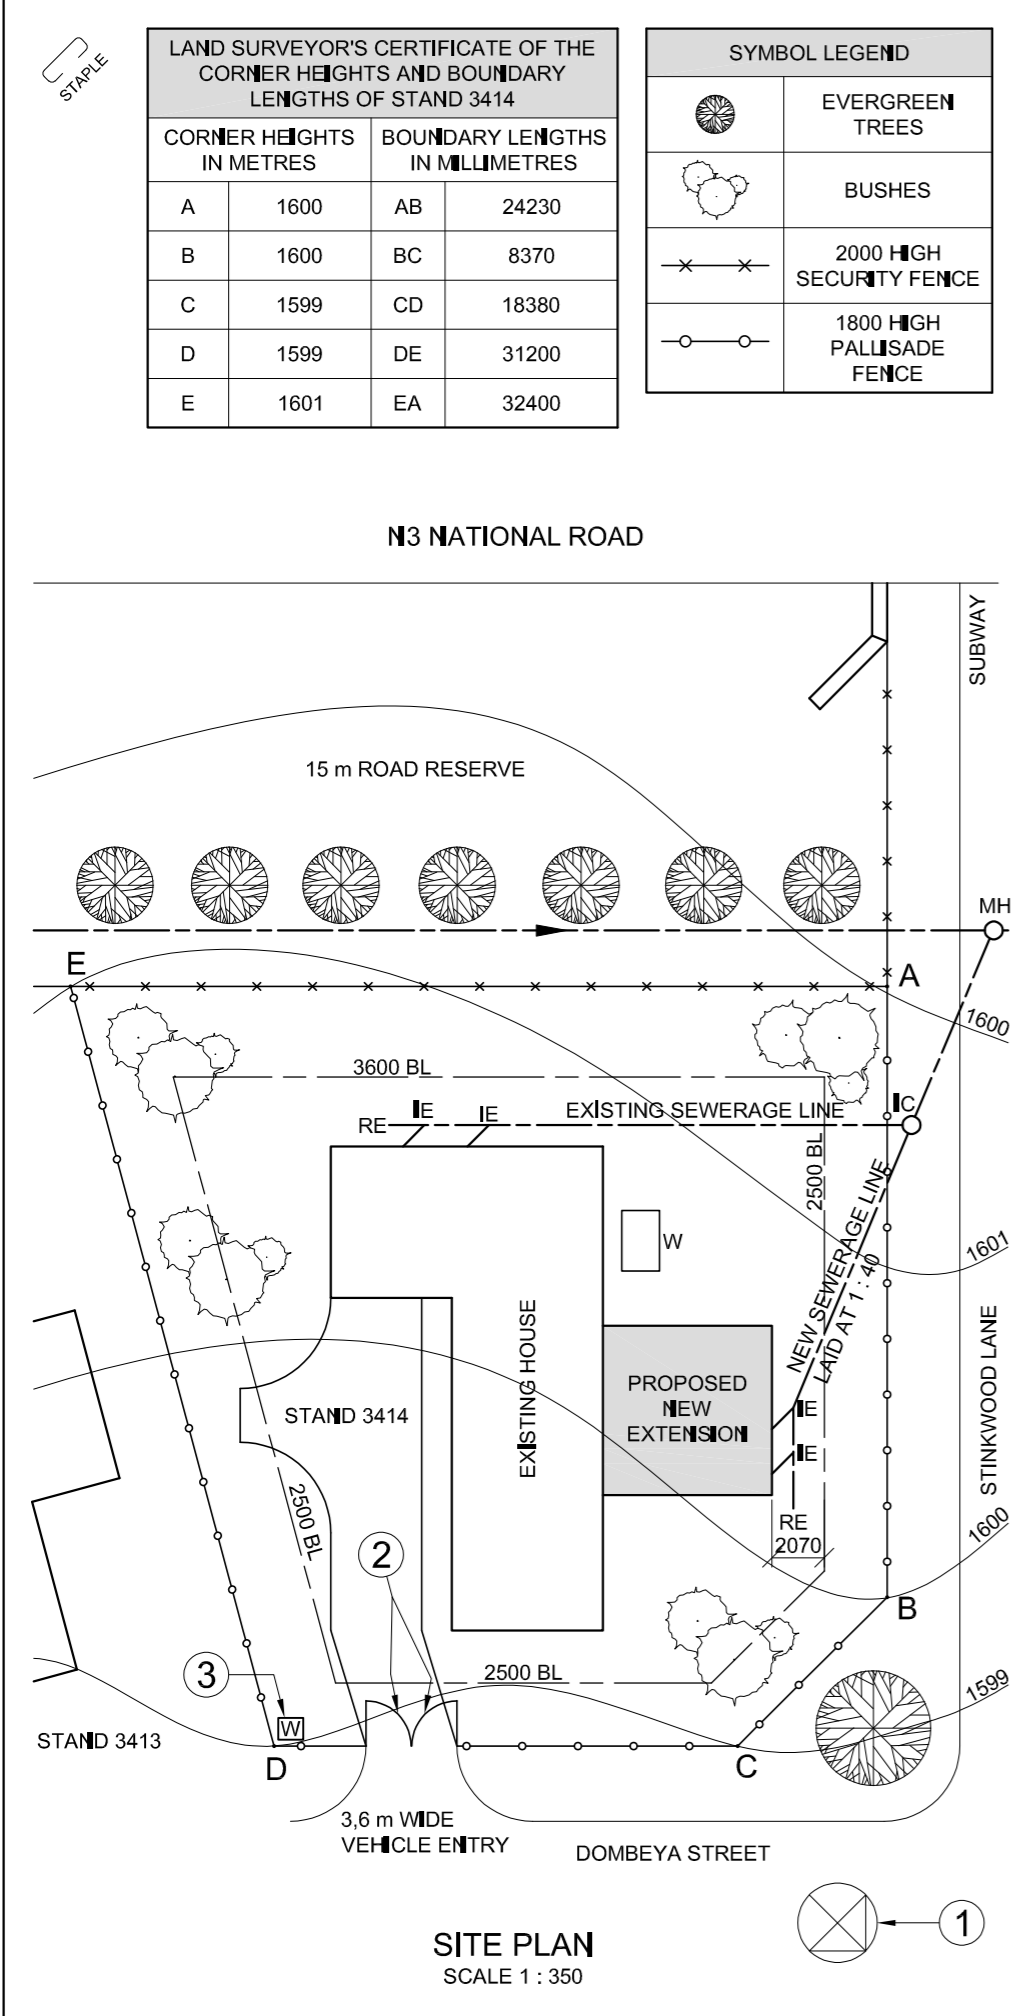 STAPLE
LAND SURVEYOR'S CERTIFICATE OF THE
CORNER HEIGHTS AND BOUNDARY
LENGTHS OF STAND 3414
CORNER HEIGHTS
IN METRES
BOUNDARY LENGTHS
IN MILLIMETRES
A 1600 AB 24230
B 1600 BC 8370
C 1599 CD 18380
D 1599 DE 31200
E 1601 EA 32400
SYMBOL LEGEND
EVERGREEN
TREES
BUSHES
2000 HIGH
SECURITY FENCE
1800 HIGH
PALLISADE
FENCE
N3 NATIONAL ROAD
SUBWAY
15 m ROAD RESERVE
MH
E
A
1600
3600 BL
IE
IE
RE
EXISTING SEWERAGE LINE
IC
2500 BL
NEW SEWERAGE LINE
LAID AT 1 : 40
W
1601
EXISTING HOUSE
PROPOSED
NEW
EXTENSION
STAND 3414
IE
IE
STINKWOOD LANE
2500 BL
RE
2070
1600
2
B
3
2500 BL
1599
W
STAND 3413
D
C
3,6 m WIDE
VEHICLE ENTRY
DOMBEYA STREET
1
SITE PLAN
SCALE 1 : 350